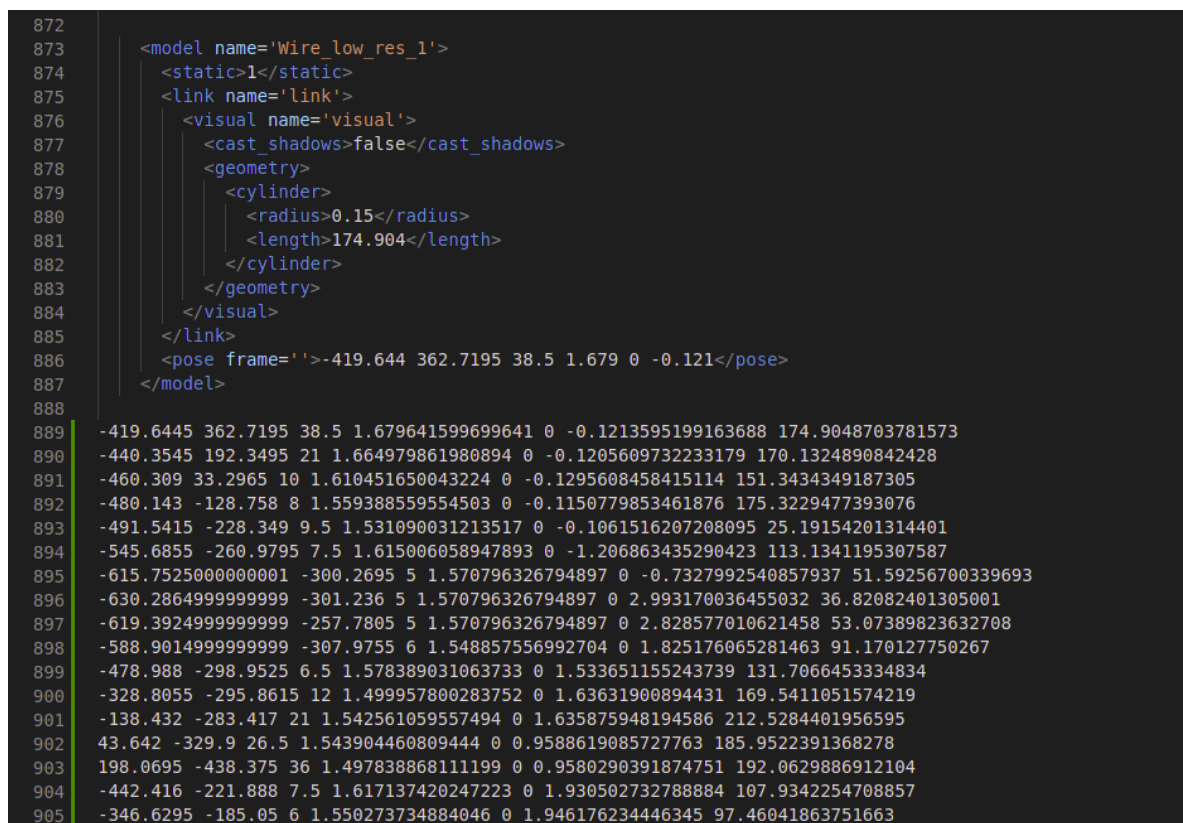 872
873 <model name='Wire_low_res_1'>
874 <static>1</static>
875 <link name='link'>
876 <visual name='visual'>
877 <cast_shadows>false</cast_shadows>
878 <geometry>
879 <cylinder>
880 <radius>0.15</radius>
881 <length>174.904</length>
882 </cylinder>
883 </geometry>
884 </visual>
885 </link>
886 <pose frame=''>-419.644 362.7195 38.5 1.679 0 -0.121</pose>
887 </model>
888
889 -419.6445 362.7195 38.5 1.679641599699641 0 -0.1213595199163688 174.9048703781573
890 -440.3545 192.3495 21 1.664979861980894 0 -0.1205609732233179 170.1324890842428
891 -460.309 33.2965 10 1.610451650043224 0 -0.1295608458415114 151.3434349187305
892 -480.143 -128.758 8 1.559388559554503 0 -0.1150779853461876 175.3229477393076
893 -491.5415 -228.349 9.5 1.531090031213517 0 -0.1061516207208095 25.19154201314401
894 -545.6855 -260.9795 7.5 1.615006058947893 0 -1.206863435290423 113.1341195307587
895 -615.7525000000001 -300.2695 5 1.570796326794897 0 -0.7327992540857937 51.59256700339693
896 -630.2864999999999 -301.236 5 1.570796326794897 0 2.993170036455032 36.82082401305001
897 -619.3924999999999 -257.7805 5 1.570796326794897 0 2.828577010621458 53.07389823632708
898 -588.9014999999999 -307.9755 6 1.548857556992704 0 1.825176065281463 91.170127750267
899 -478.988 -298.9525 6.5 1.578389031063733 0 1.533651155243739 131.7066453334834
900 -328.8055 -295.8615 12 1.499957800283752 0 1.63631900894431 169.5411051574219
901 -138.432 -283.417 21 1.542561059557494 0 1.635875948194586 212.5284401956595
902 43.642 -329.9 26.5 1.543904460809444 0 0.9588619085727763 185.9522391368278
903 198.0695 -438.375 36 1.497838868111199 0 0.9580290391874751 192.0629886912104
904 -442.416 -221.888 7.5 1.617137420247223 0 1.930502732788884 107.9342254708857
905 -346.6295 -185.05 6 1.550273734884046 0 1.946176234446345 97.46041863751663